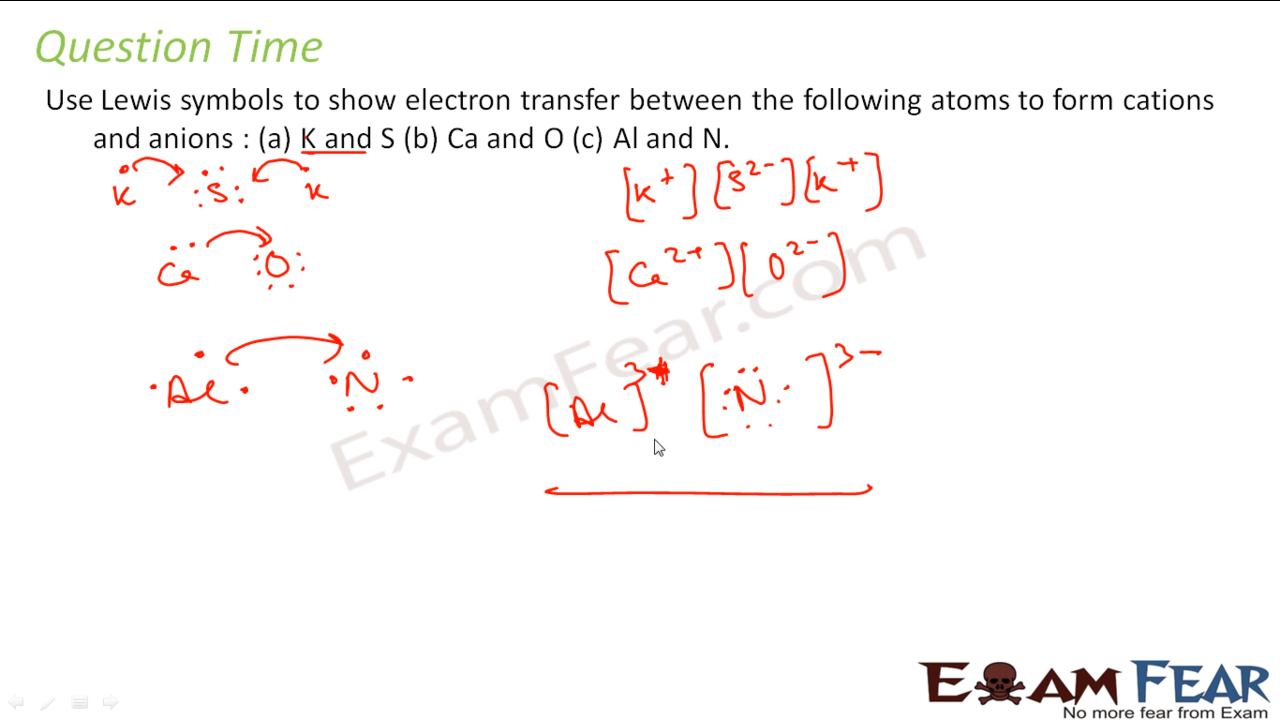 Question Time
Use Lewis symbols to show electron transfer between the following atoms to form cations
and anions : (a) K and S (b) Ca and O (c) Al and N.
K S K [K⁺] [S²⁻] [K⁺]
Ca O [Ca²⁺] [O²⁻]
Al N [Al]³⁺ [N]³⁻
ExamFear.com
EXAM FEAR
No more fear from Exam